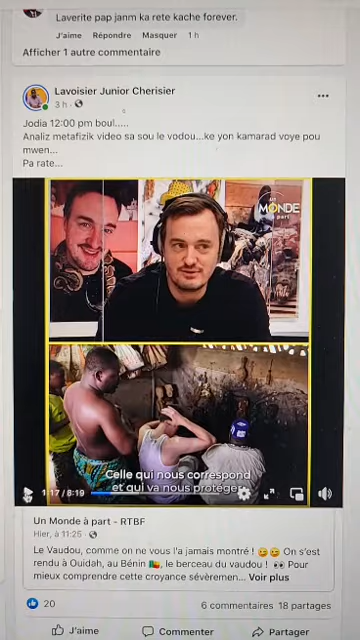 Laverite pap janm ka rete kache forever.
J'aime Répondre Masquer 1 h
Afficher 1 autre commentaire
Lavoisier Junior Cherisier
3 h
Jodia 12:00 pm boul.....
Analiz metafizik video sa sou le vodou...ke yon kamarad voye pou
mwen...
Pa rate...
UN
MONDE
à part
Celle qui nous correspond
et qui va nous protéger
1:17 / 8:19
Un Monde à part - RTBF
Hier, à 11:25
Le Vaudou, comme on ne vous l'a jamais montré ! 😉😉 On s'est
rendu à Ouidah, au Bénin 🇧🇯, le berceau du vaudou ! 👀 Pour
mieux comprendre cette croyance sévèremen... Voir plus
20
6 commentaires 18 partages
J'aime Commenter Partager